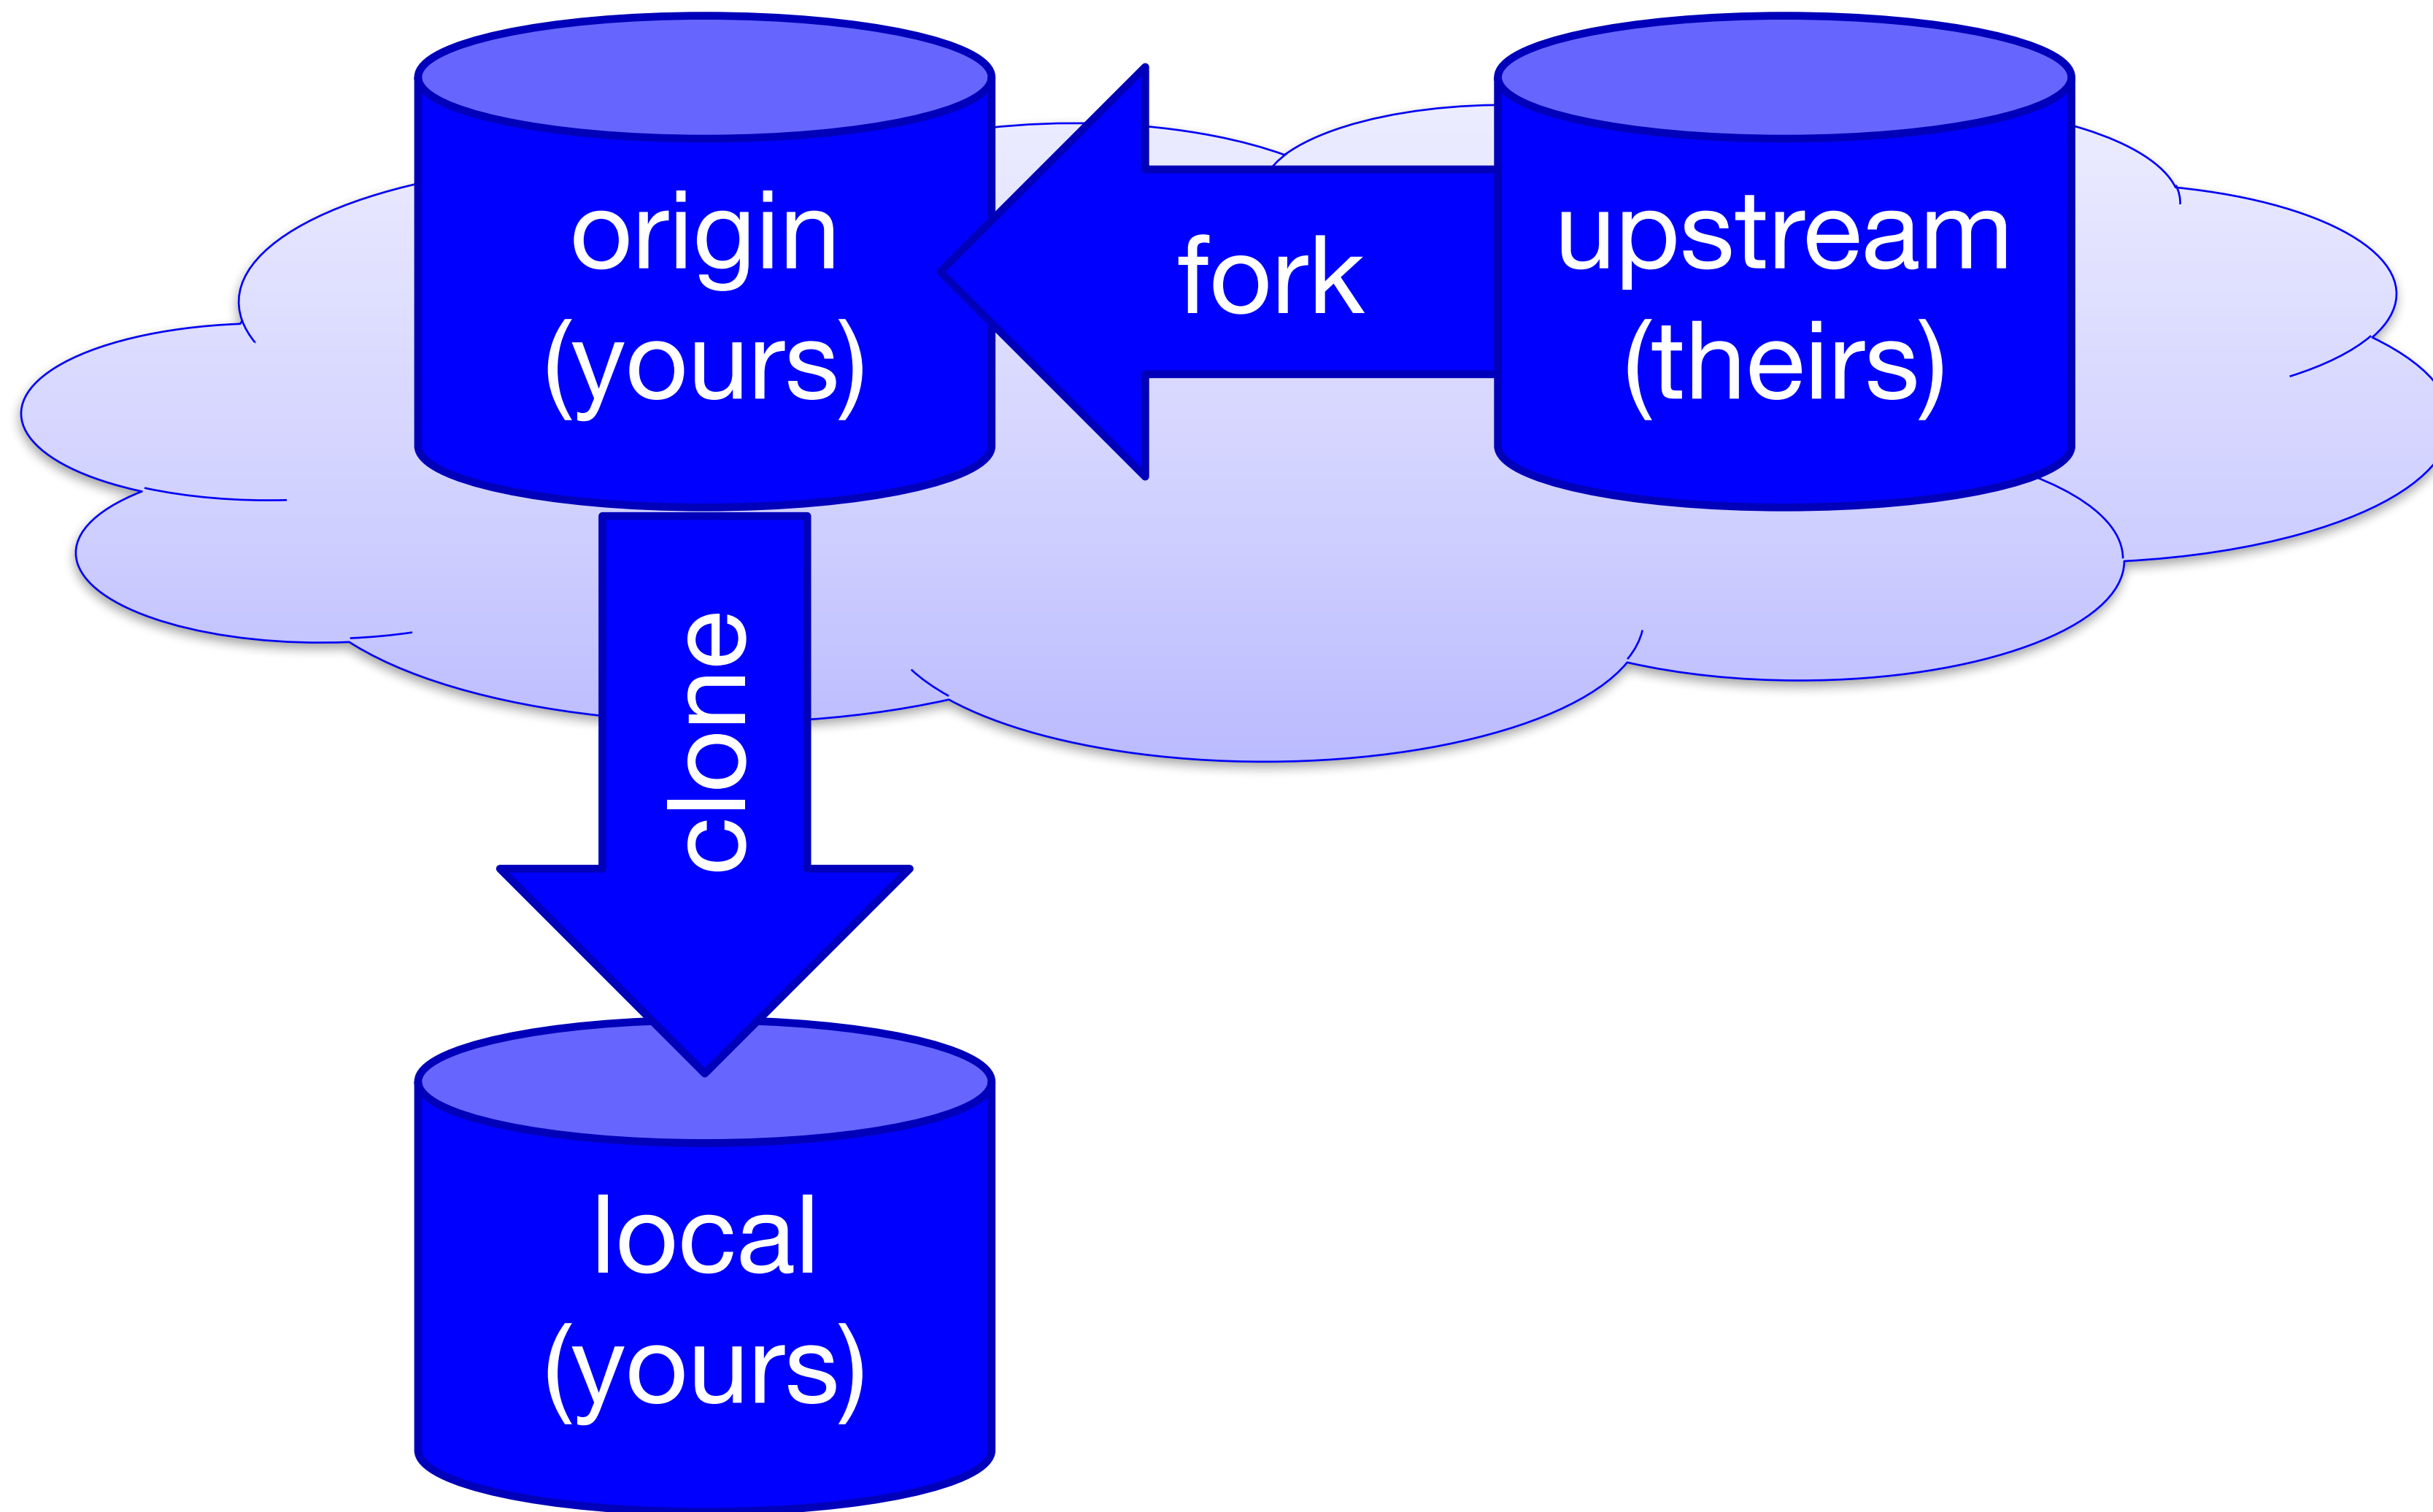 origin
(yours)
fork
upstream
(theirs)
clone
local
(yours)